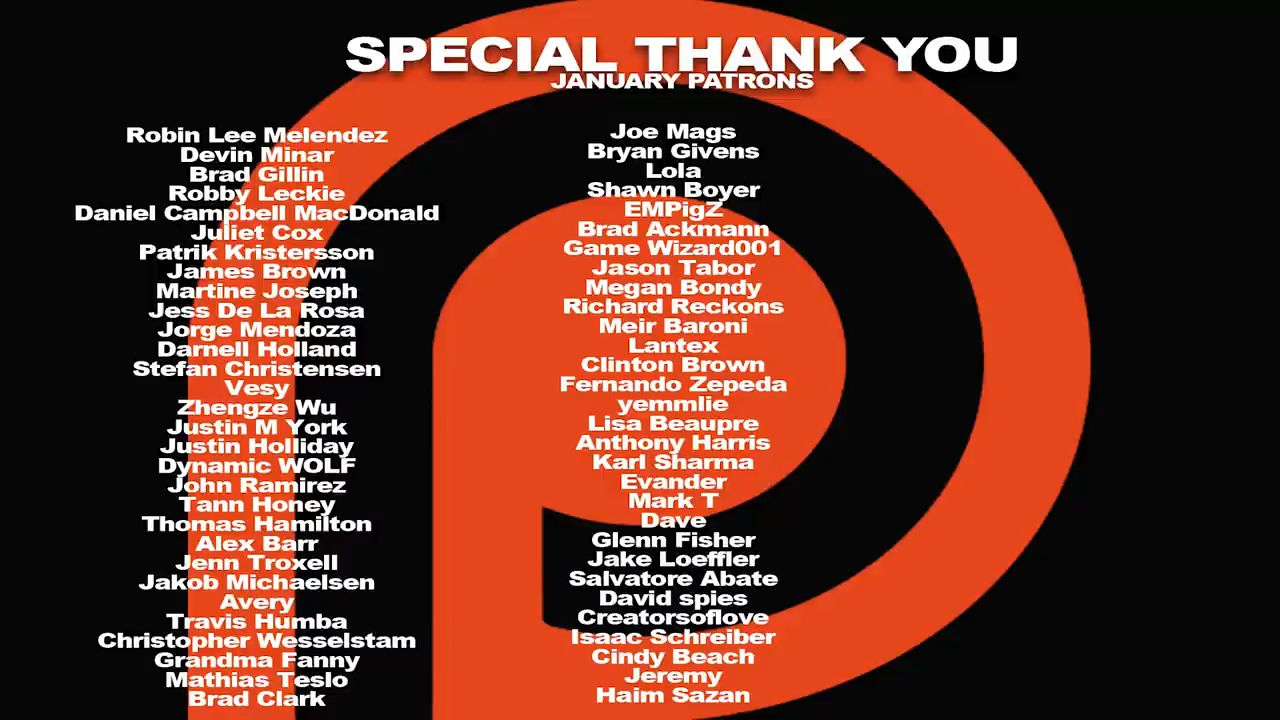 SPECIAL THANK YOU
JANUARY PATRONS
Robin Lee Melendez
Devin Minar
Brad Gillin
Robby Leckie
Daniel Campbell MacDonald
Juliet Cox
Patrik Kristersson
James Brown
Martine Joseph
Jess De La Rosa
Jorge Mendoza
Darnell Holland
Stefan Christensen
Vesy
Zhengze Wu
Justin M York
Justin Holliday
Dynamic WOLF
John Ramirez
Tann Honey
Thomas Hamilton
Alex Barr
Jenn Troxell
Jakob Michaelsen
Avery
Travis Humba
Christopher Wesselstam
Grandma Fanny
Mathias Teslo
Brad Clark
Joe Mags
Bryan Givens
Lola
Shawn Boyer
EMPigZ
Brad Ackmann
Game Wizard001
Jason Tabor
Megan Bondy
Richard Reckons
Meir Baroni
Lantex
Clinton Brown
Fernando Zepeda
yemmlie
Lisa Beaupre
Anthony Harris
Karl Sharma
Evander
Mark T
Dave
Glenn Fisher
Jake Loeffler
Salvatore Abate
David spies
Creatorsoflove
Isaac Schreiber
Cindy Beach
Jeremy
Haim Sazan